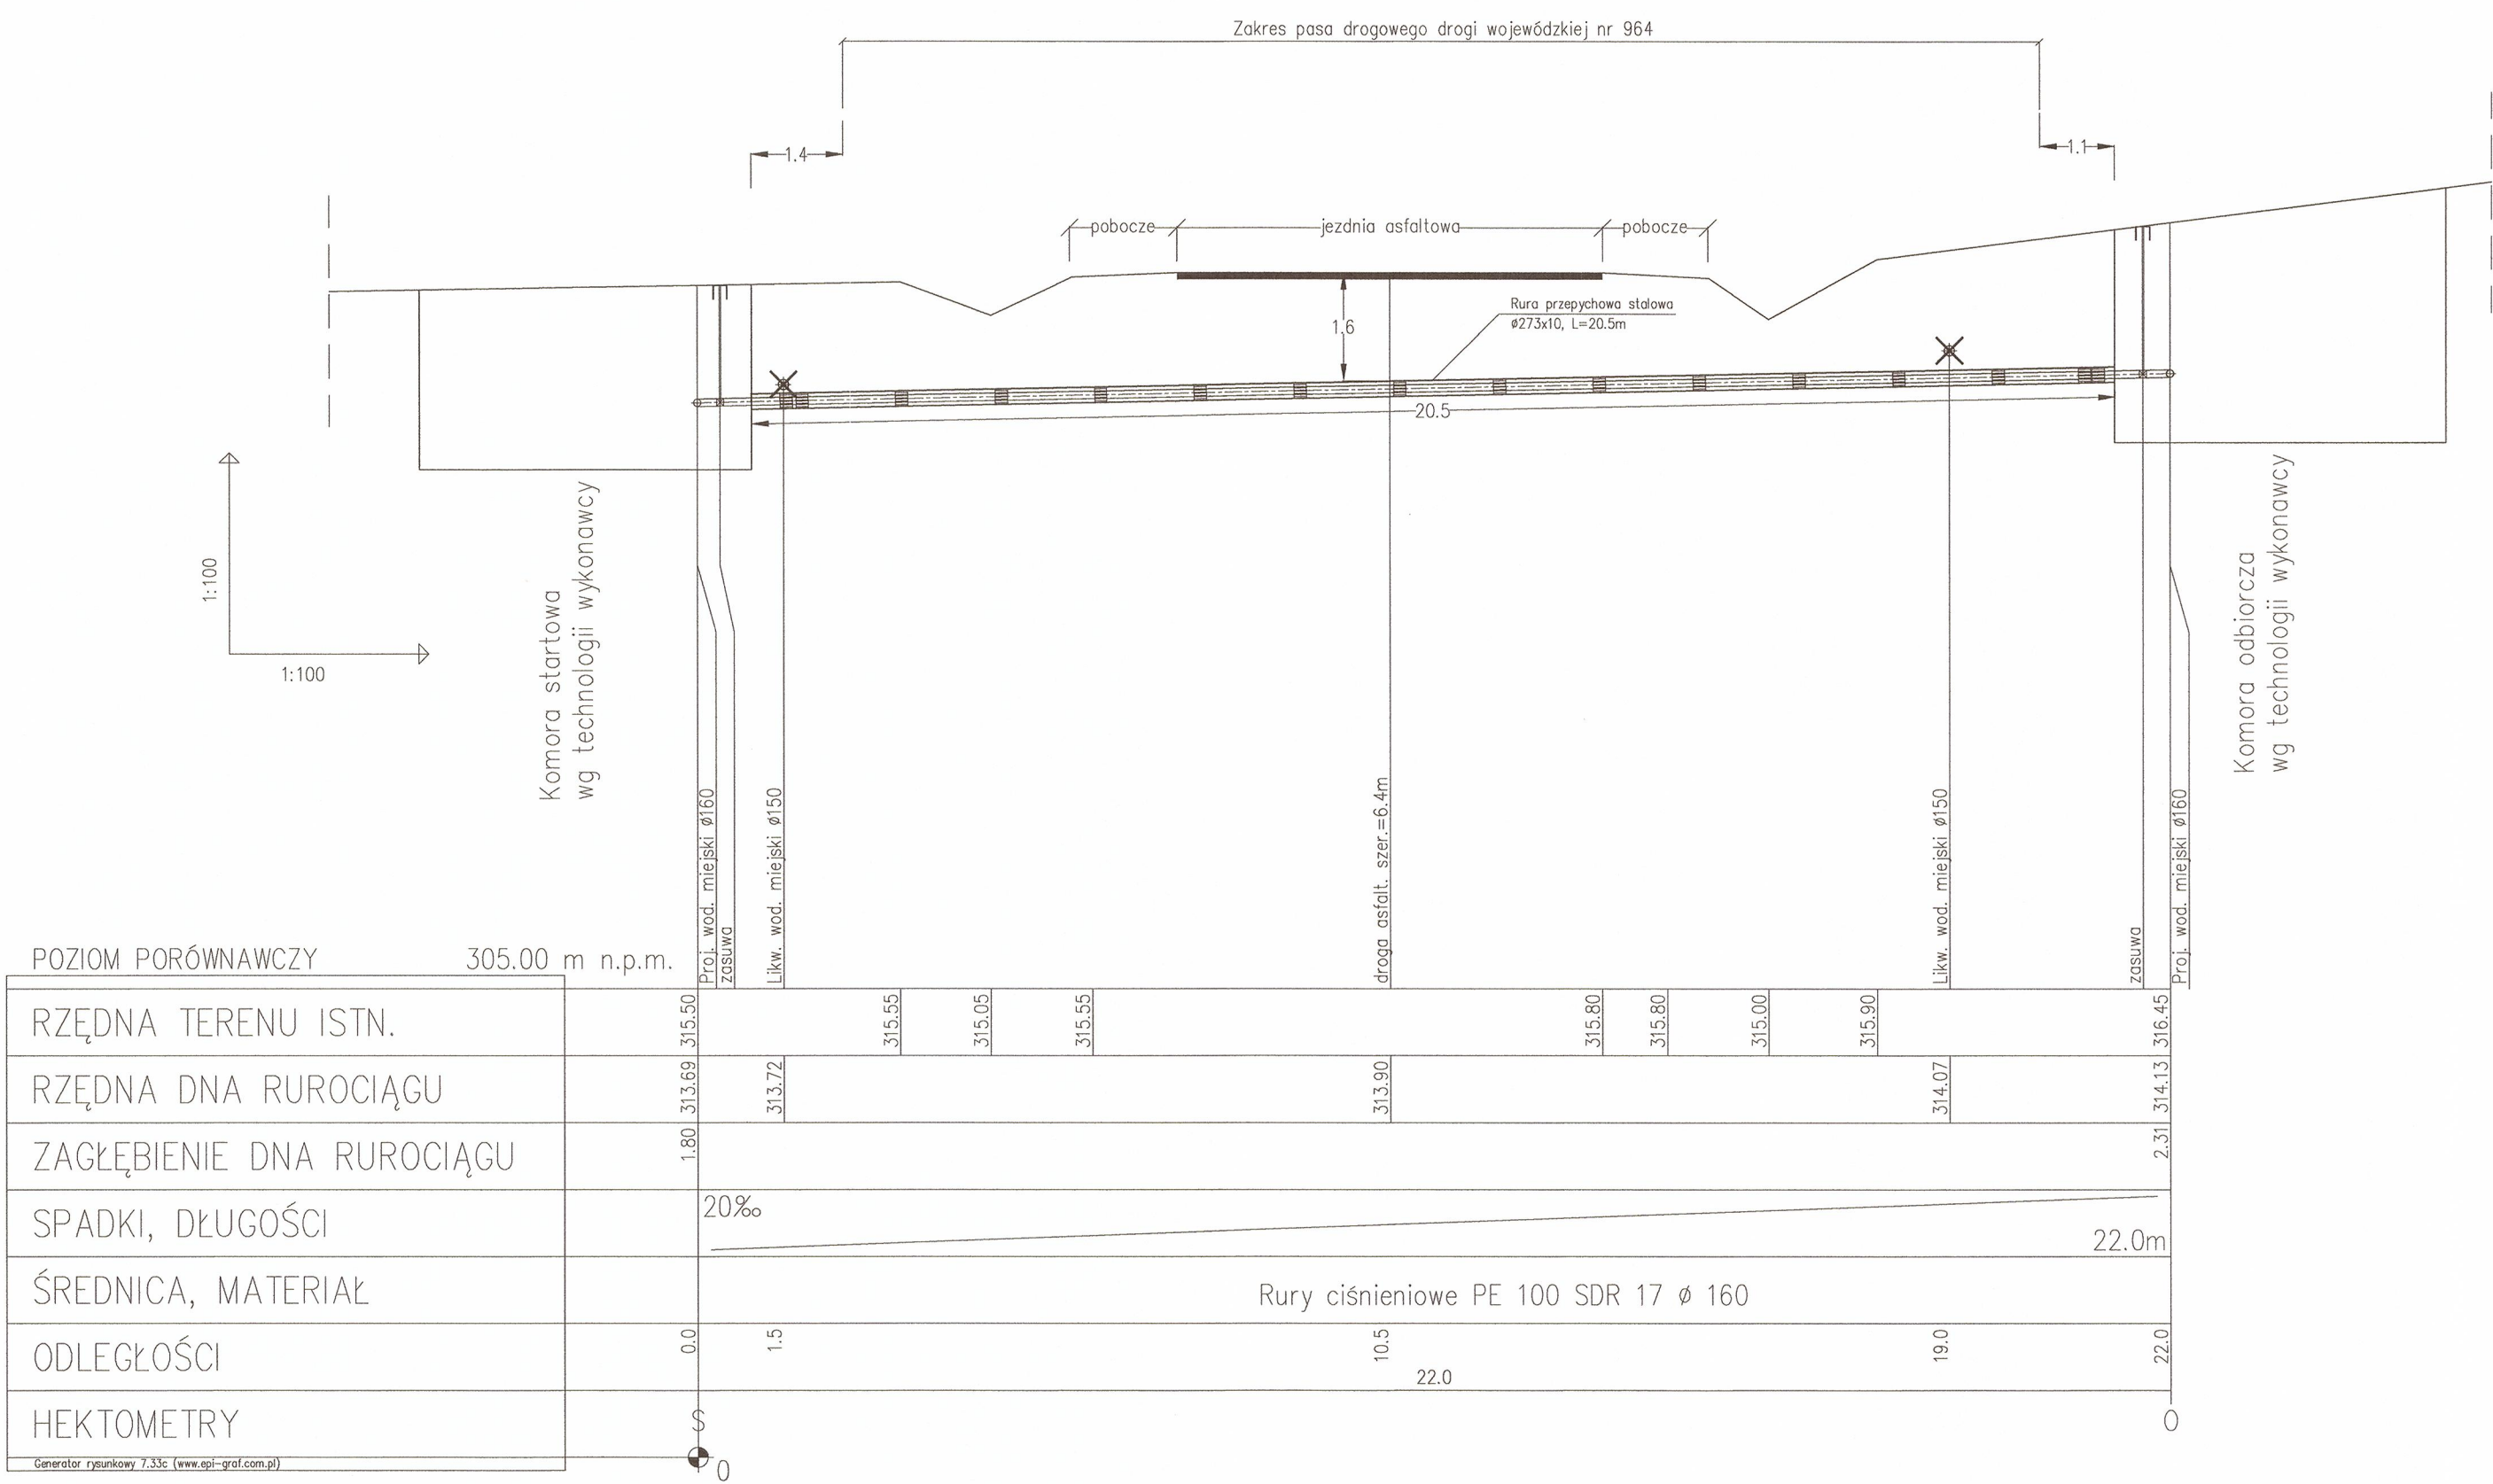 Zakres pasa drogowego drogi wojewódzkiej nr 964
1.4
1.1
pobocze
jezdnia asfaltowa
pobocze
Rura przepychowa stalowa
ø273x10, L=20.5m
1.6
20.5
1:100
1:100
Komora startowa
wg technologii wykonawcy
Komora odbiorcza
wg technologii wykonawcy
Proj. wod. miejski ø160
zasuwa
Likw. wod. miejski ø150
droga asfalt. szer.=6.4m
Likw. wod. miejski ø150
zasuwa
Proj. wod. miejski ø160
POZIOM PORÓWNAWCZY 305.00 m n.p.m.
RZĘDNA TERENU ISTN. 315.50 315.55 315.05 315.55 315.80 315.80 315.00 315.90 316.45
RZĘDNA DNA RUROCIĄGU 313.69 313.72 313.90 314.07 314.13
ZAGŁĘBIENIE DNA RUROCIĄGU 1.80 2.31
SPADKI, DŁUGOŚCI 20‰ 22.0m
ŚREDNICA, MATERIAŁ Rury ciśnieniowe PE 100 SDR 17 ø 160
ODLEGŁOŚCI 0.0 1.5 10.5 19.0 22.0
22.0
HEKTOMETRY S O
Generator rysunkowy 7.33c (www.epi-graf.com.pl) 0